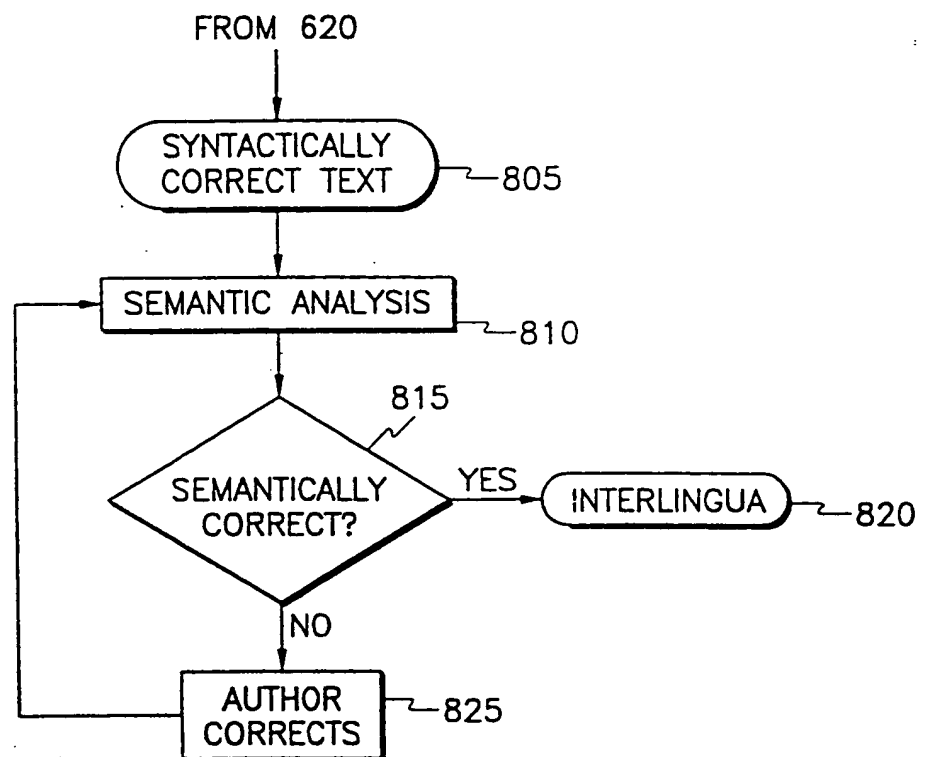 FROM 620
SYNTACTICALLY
CORRECT TEXT
805
SEMANTIC ANALYSIS
810
815
SEMANTICALLY
CORRECT?
YES
INTERLINGUA
820
NO
AUTHOR
CORRECTS
825